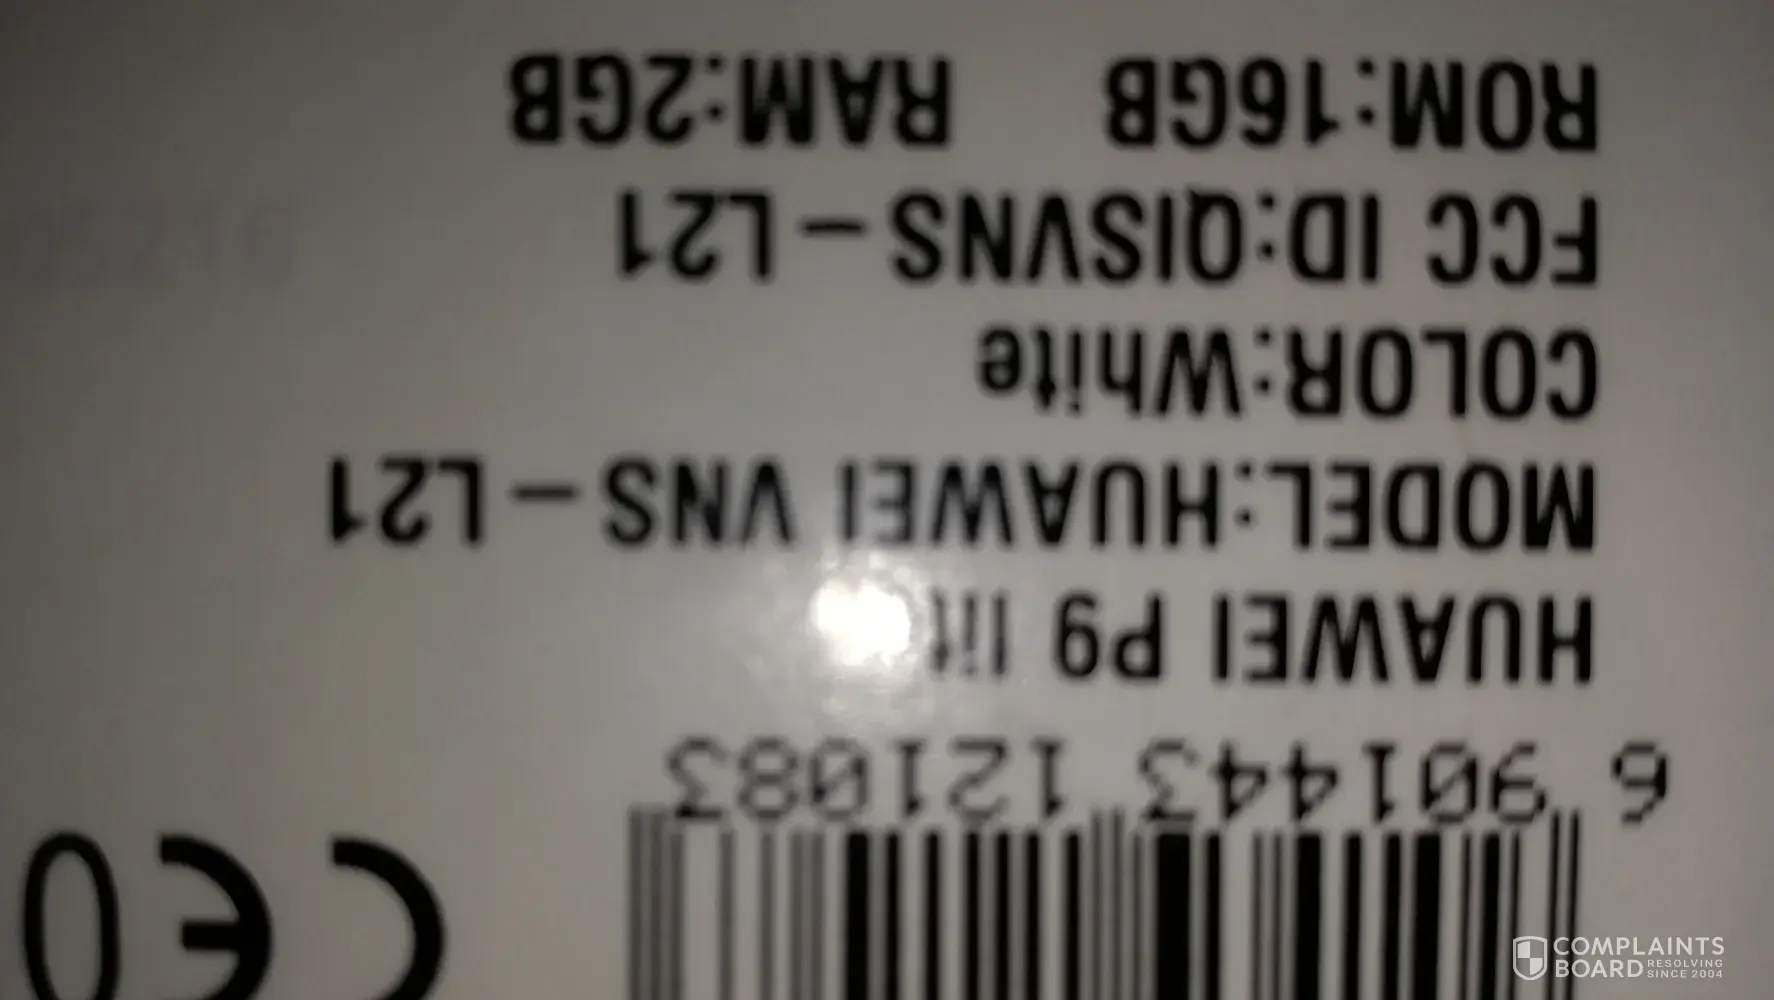 CE0
6 901443 121083
HUAWEI P9 lit
MODEL:HUAWEI VNS-L21
COLOR:White
FCC ID:QISVNS-L21
ROM:16GB RAM:2GB
COMPLAINTS
BOARD RESOLVING
SINCE 2004